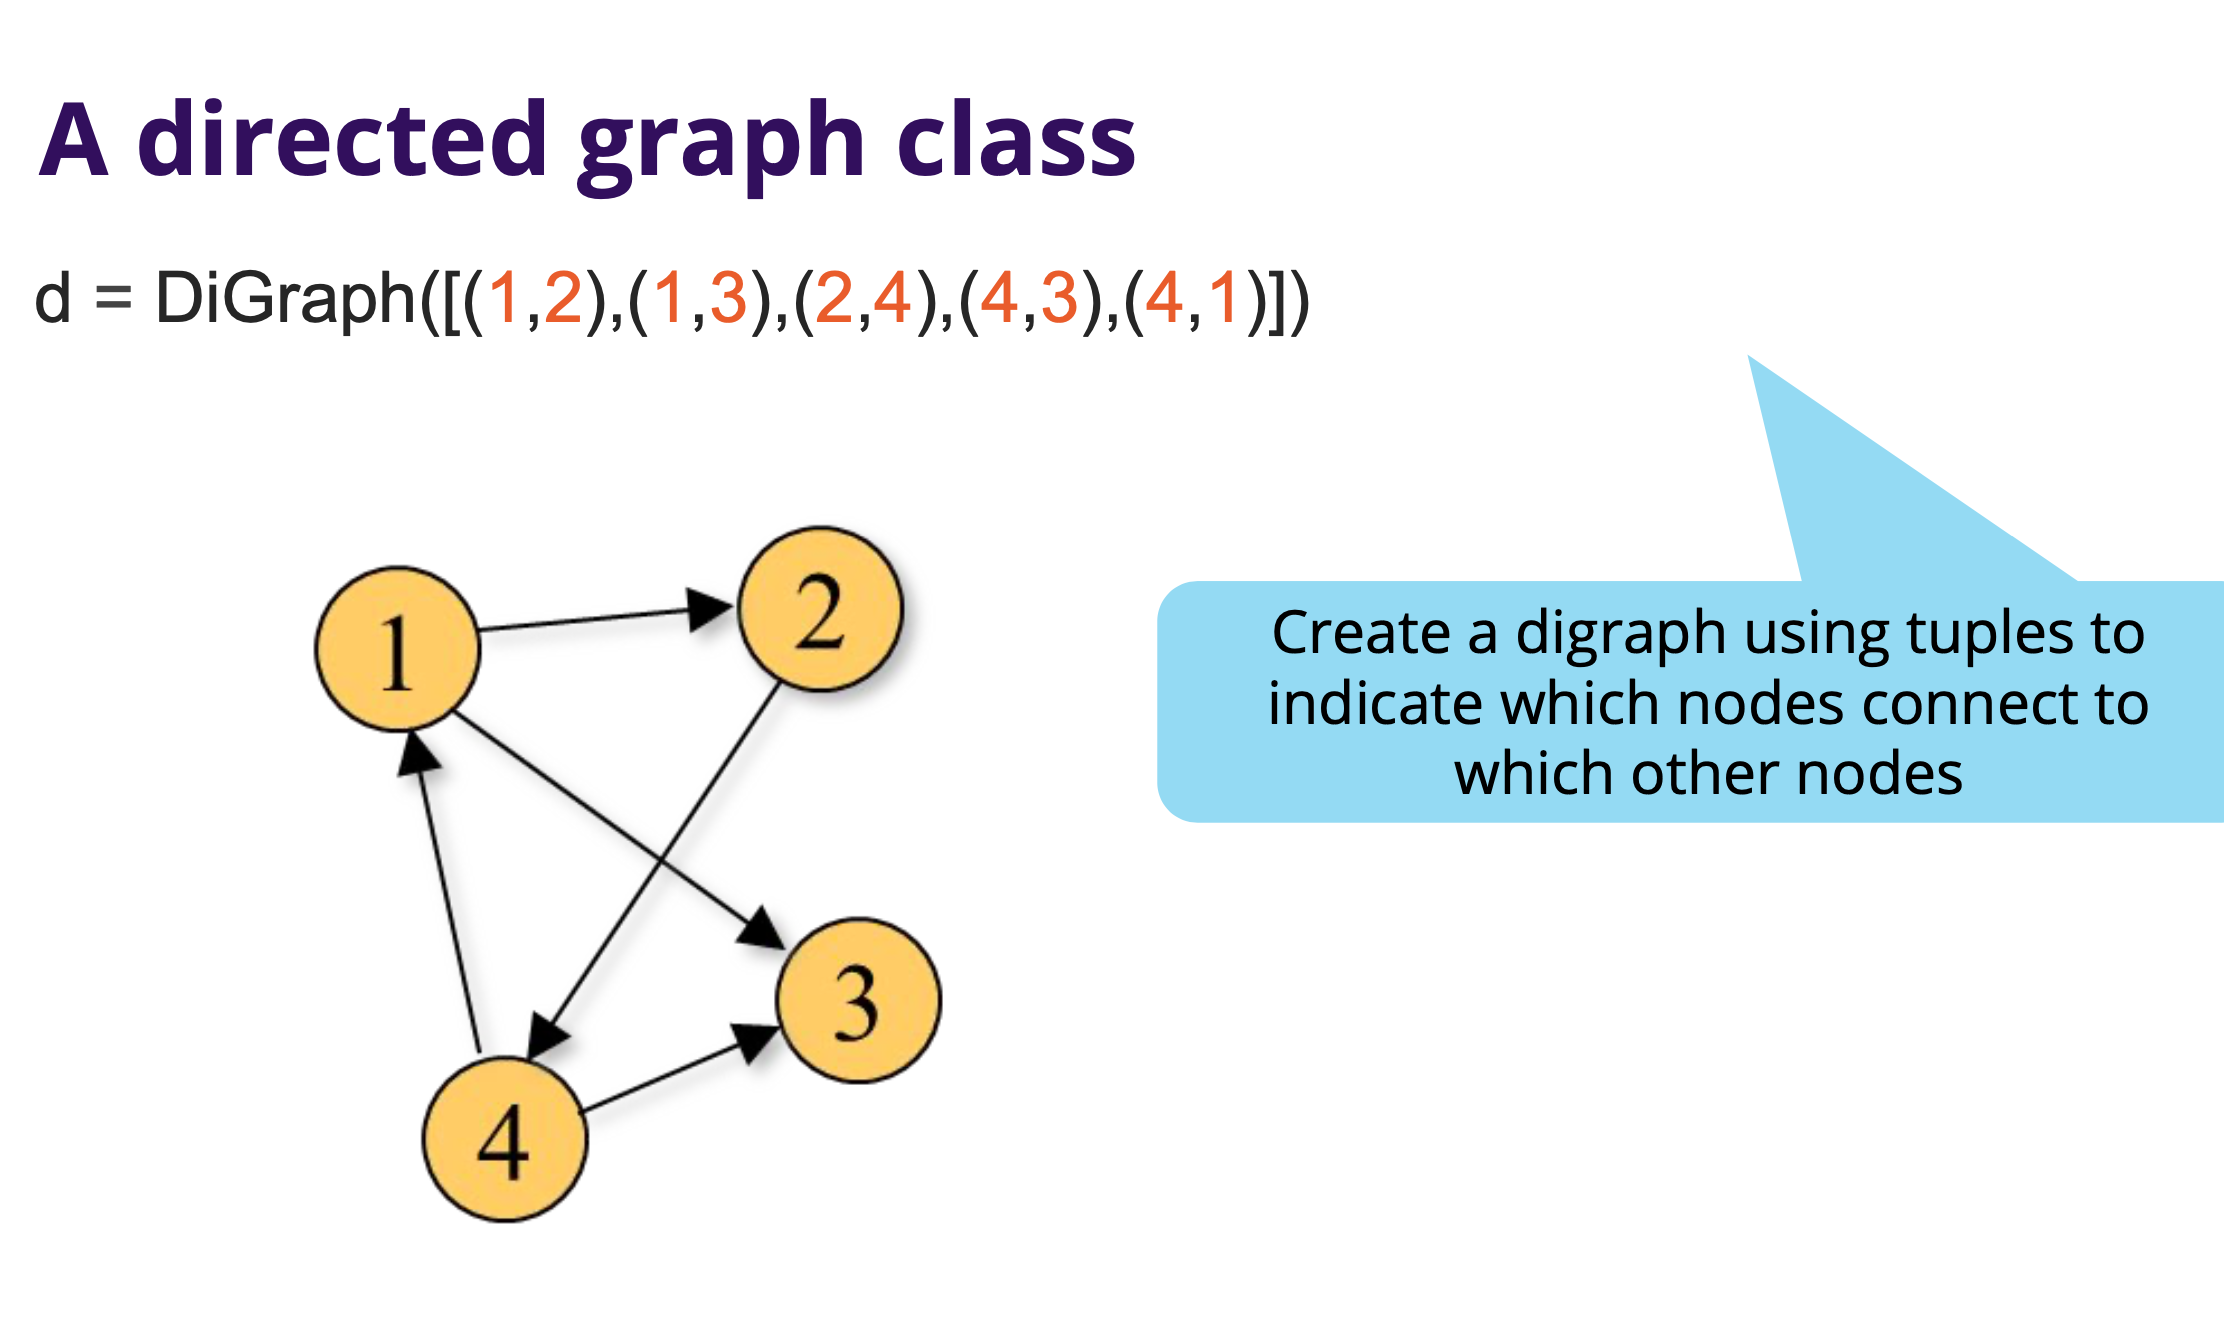 A directed graph class
d = DiGraph([(1,2),(1,3),(2,4),(4,3),(4,1)])
1
2
3
4
Create a digraph using tuples to
indicate which nodes connect to
which other nodes